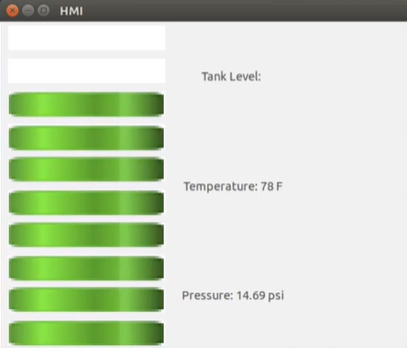 HMI
Tank Level:
Temperature: 78 F
Pressure: 14.69 psi